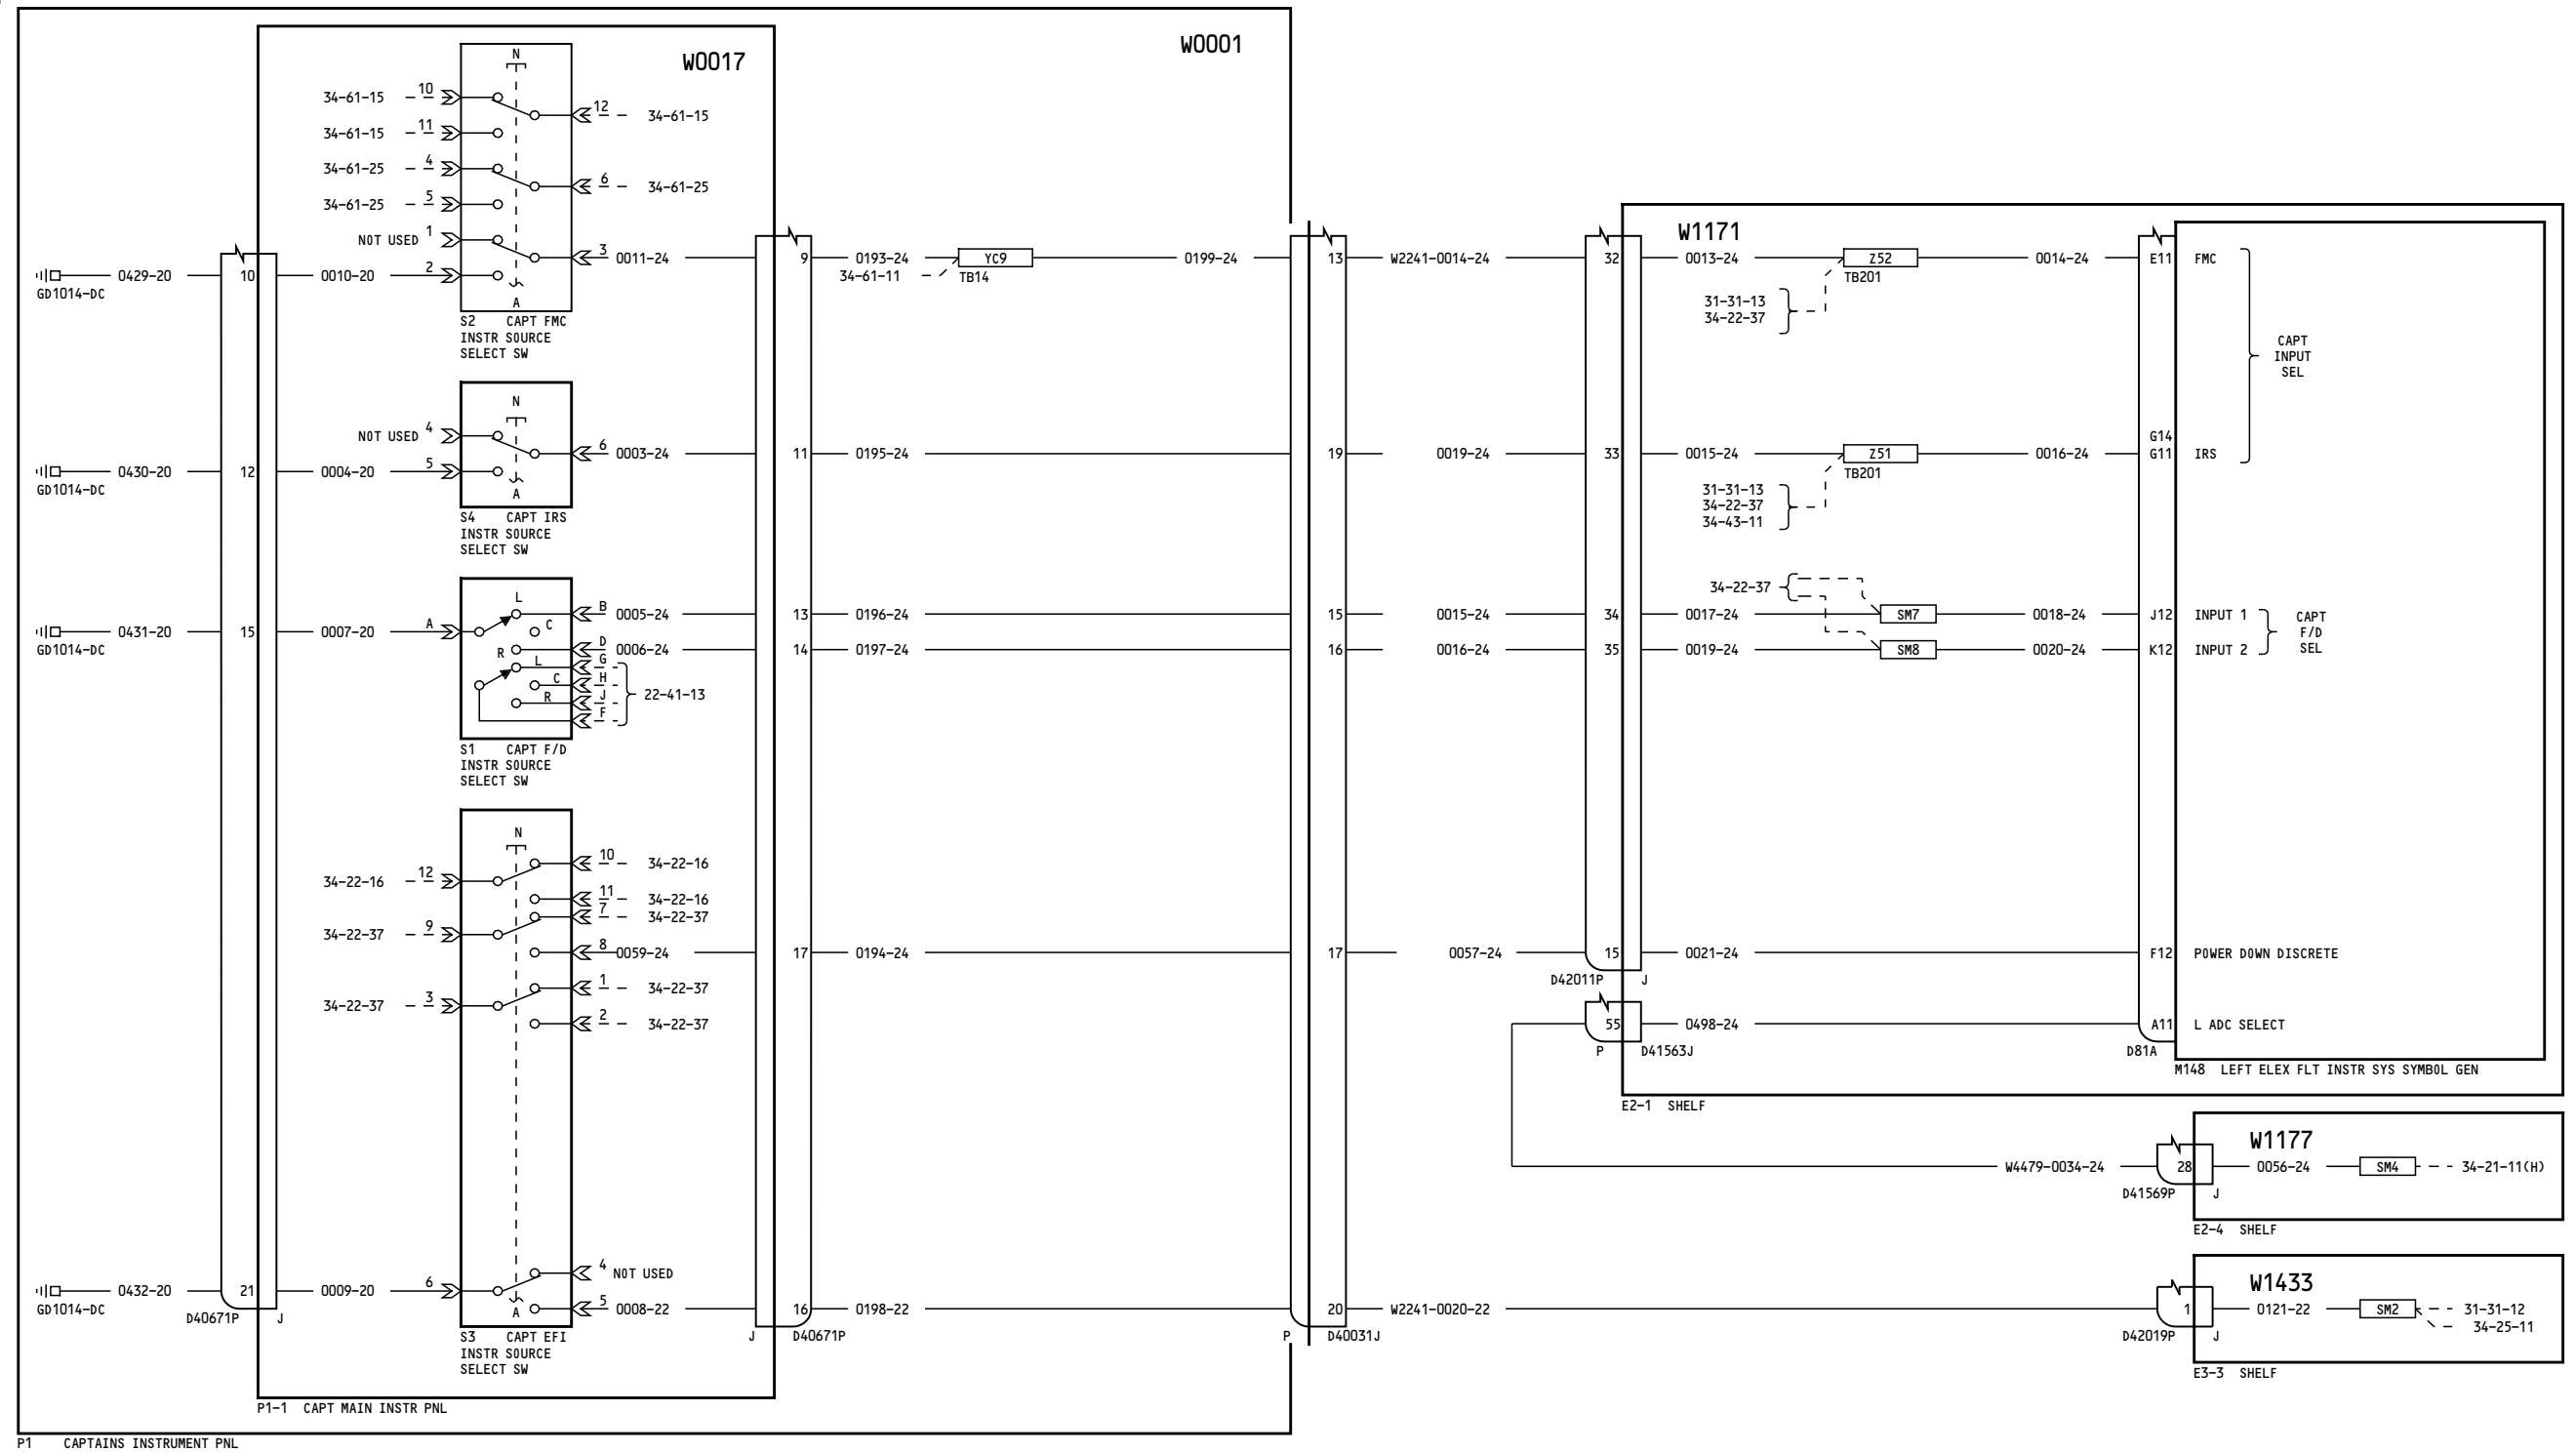 W0001
W0017
N
34-61-15 10
12 34-61-15
34-61-15 11
34-61-25 4
6 34-61-25
34-61-25 5
NOT USED 1
3 0011-24 9 0193-24 YC9 0199-24 13 W2241-0014-24 32 0013-24 Z52 0014-24 E11 FMC
34-61-11 TB14
TB201
GD1014-DC 0429-20 10 0010-20 2
A
S2 CAPT FMC
INSTR SOURCE
SELECT SW
W1171
31-31-13
34-22-37
CAPT
INPUT
SEL
N
NOT USED 4
G14
6 0003-24 11 0195-24 19 0019-24 33 0015-24 Z51 0016-24 G11 IRS
TB201
GD1014-DC 0430-20 12 0004-20 5
A
S4 CAPT IRS
INSTR SOURCE
SELECT SW
31-31-13
34-22-37
34-43-11
34-22-37
L
B 0005-24 13 0196-24 15 0015-24 34 0017-24 SM7 0018-24 J12 INPUT 1
GD1014-DC 0431-20 15 0007-20 A
C
CAPT
F/D
SEL
R
D 0006-24 14 0197-24 16 0016-24 35 0019-24 SM8 0020-24 K12 INPUT 2
L G
C H
R J
F
22-41-13
S1 CAPT F/D
INSTR SOURCE
SELECT SW
N
10 34-22-16
34-22-16 12
11 34-22-16
7 34-22-37
34-22-37 9
8 0059-24 17 0194-24 17 0057-24 15 0021-24 F12 POWER DOWN DISCRETE
D42011P J
1 34-22-37
34-22-37 3
2 34-22-37
55 0498-24 A11 L ADC SELECT
P D41563J
D81A
M148 LEFT ELEX FLT INSTR SYS SYMBOL GEN
E2-1 SHELF
W1177
W4479-0034-24 28 0056-24 SM4 34-21-11(H)
D41569P J
E2-4 SHELF
4 NOT USED
GD1014-DC 0432-20 21 0009-20 6
D40671P J
A
5 0008-22 16 0198-22 20 W2241-0020-22 1 0121-22 SM2 31-31-12
34-25-11
W1433
J D40671P
P D40031J
D42019P J
E3-3 SHELF
S3 CAPT EFI
INSTR SOURCE
SELECT SW
P1-1 CAPT MAIN INSTR PNL
P1 CAPTAINS INSTRUMENT PNL